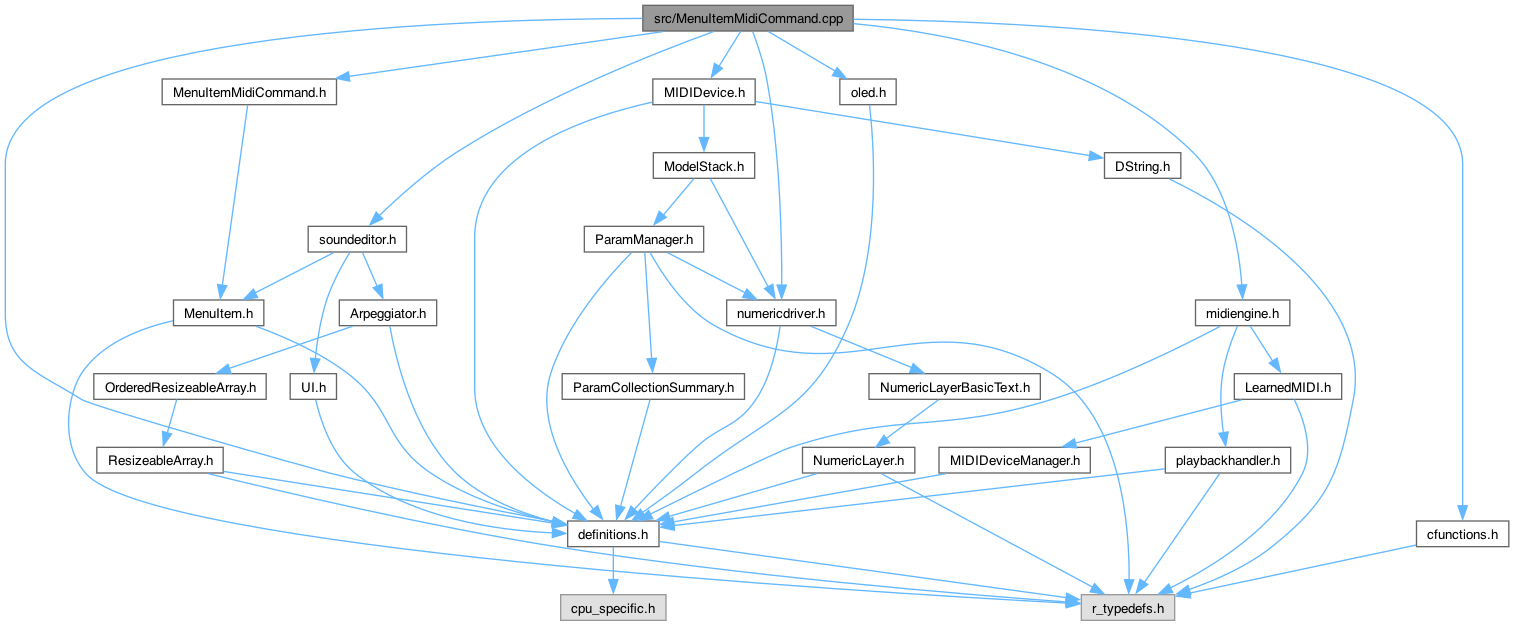 src/MenuItemMidiCommand.cpp
MenuItemMidiCommand.h
MIDIDevice.h
oled.h
ModelStack.h
DString.h
soundeditor.h
ParamManager.h
MenuItem.h
Arpeggiator.h
numericdriver.h
midiengine.h
OrderedResizeableArray.h
UI.h
ParamCollectionSummary.h
NumericLayerBasicText.h
LearnedMIDI.h
ResizeableArray.h
NumericLayer.h
MIDIDeviceManager.h
playbackhandler.h
definitions.h
cfunctions.h
cpu_specific.h
r_typedefs.h